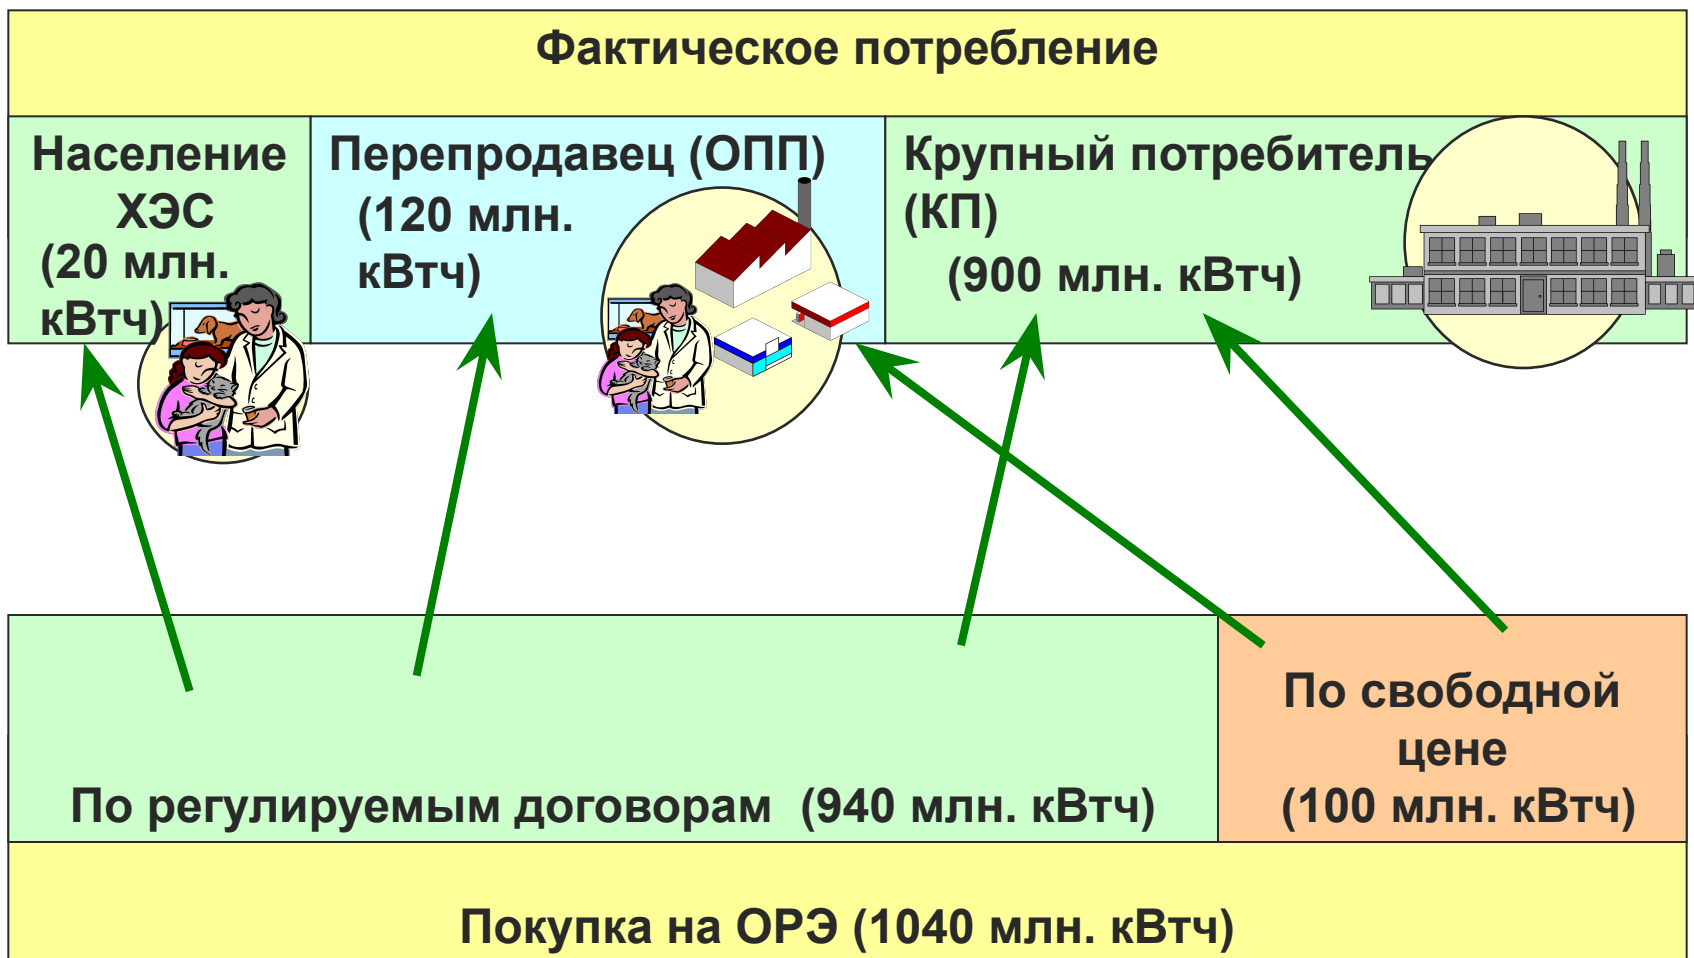 Фактическое потребление
Население
ХЭС
(20 млн.
кВтч)
Перепродавец (ОПП)
(120 млн.
кВтч)
Крупный потребитель
(КП)
(900 млн. кВтч)
По регулируемым договорам (940 млн. кВтч)
По свободной
цене
(100 млн. кВтч)
Покупка на ОРЭ (1040 млн. кВтч)